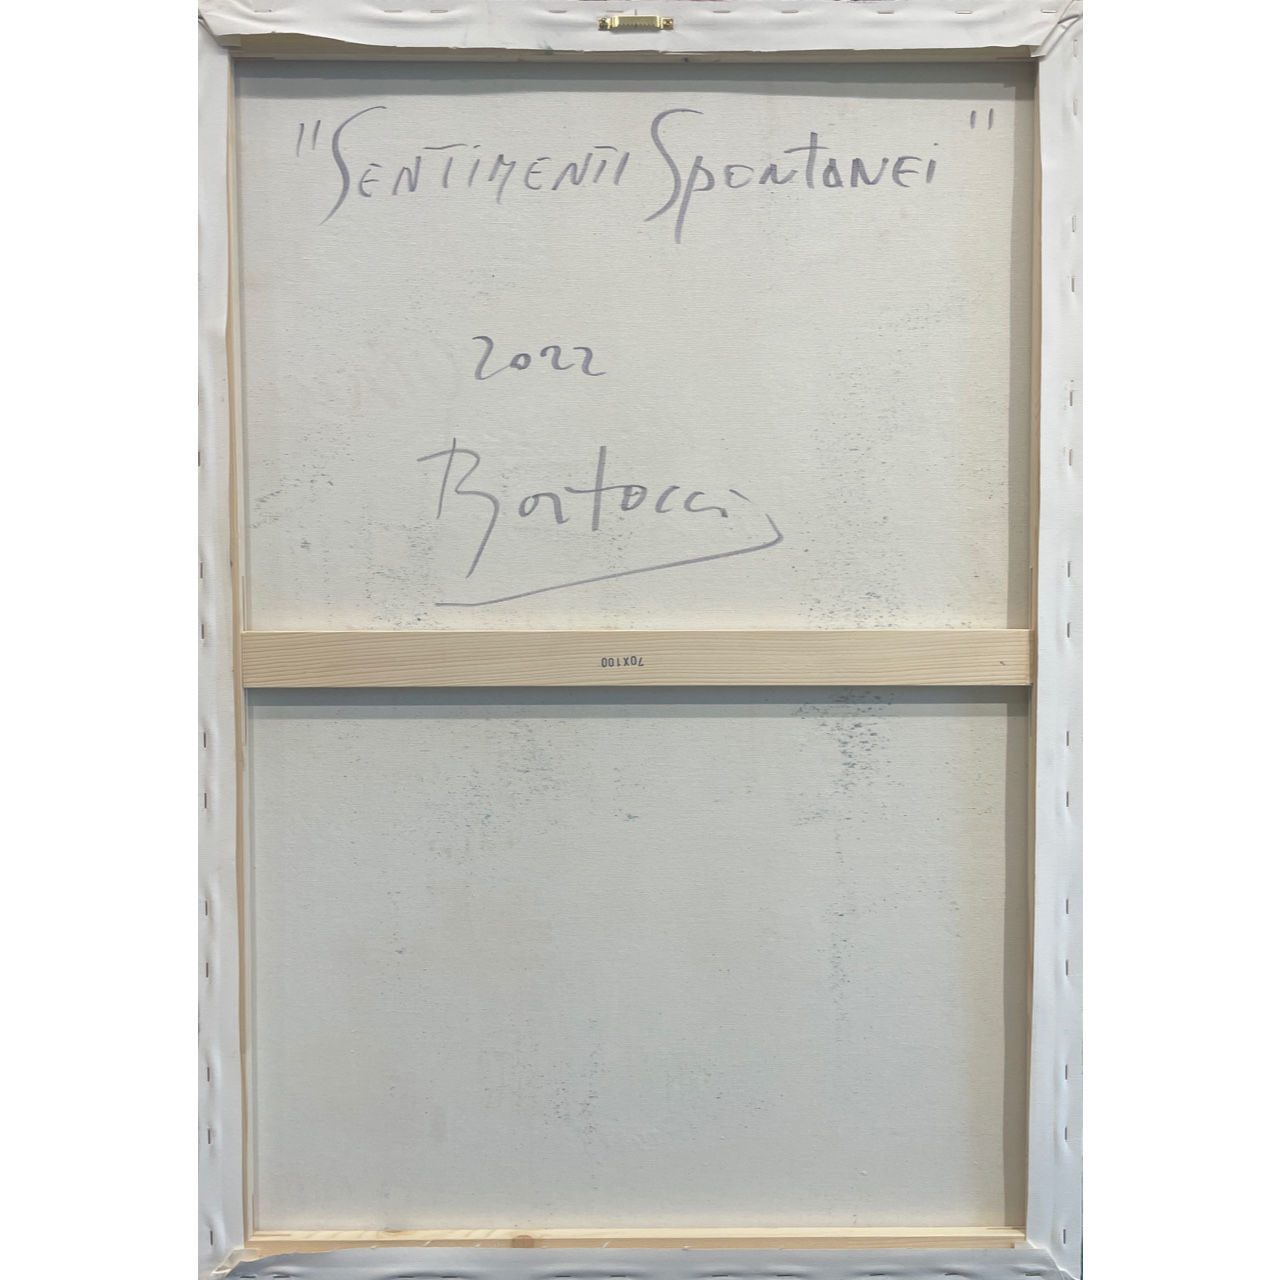 "SENTIMENTI SPONTANEI"
2022
Bortocci
70X100